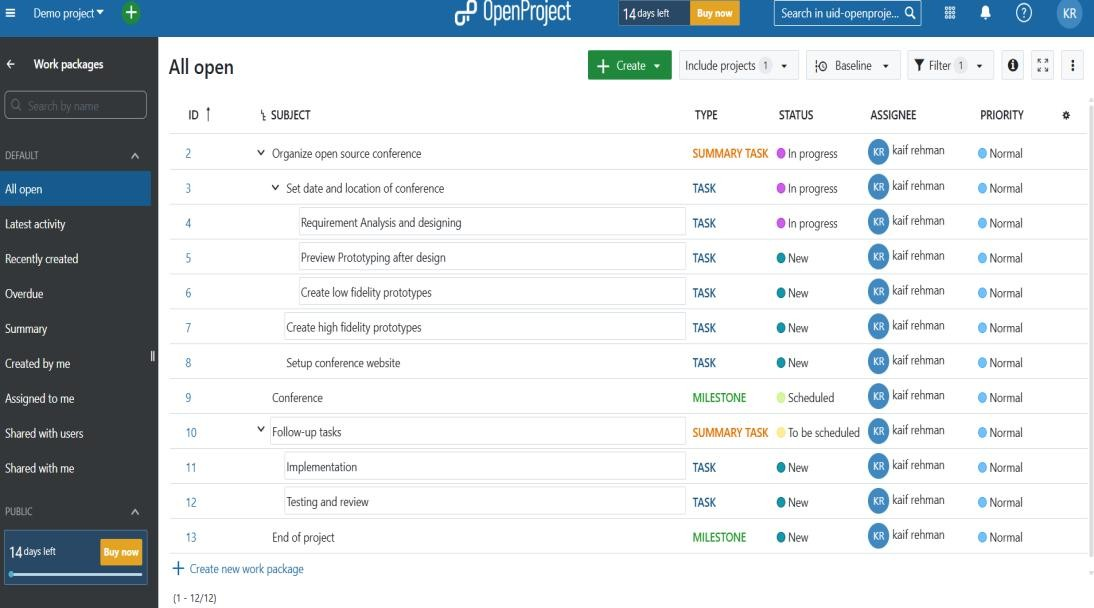 Demo project
OpenProject
14 days left Buy now
Search in uid-openproje...
KR
Work packages
Search by name
DEFAULT
All open
Latest activity
Recently created
Overdue
Summary
Created by me
Assigned to me
Shared with users
Shared with me
PUBLIC
14 days left Buy now
All open
Create
Include projects 1
Baseline
Filter 1
ID SUBJECT TYPE STATUS ASSIGNEE PRIORITY
2 Organize open source conference SUMMARY TASK In progress KR kaif rehman Normal
3 Set date and location of conference TASK In progress KR kaif rehman Normal
4 Requirement Analysis and designing TASK In progress KR kaif rehman Normal
5 Preview Prototyping after design TASK New KR kaif rehman Normal
6 Create low fidelity prototypes TASK New KR kaif rehman Normal
7 Create high fidelity prototypes TASK New KR kaif rehman Normal
8 Setup conference website TASK New KR kaif rehman Normal
9 Conference MILESTONE Scheduled KR kaif rehman Normal
10 Follow-up tasks SUMMARY TASK To be scheduled KR kaif rehman Normal
11 Implementation TASK New KR kaif rehman Normal
12 Testing and review TASK New KR kaif rehman Normal
13 End of project MILESTONE New KR kaif rehman Normal
Create new work package
(1 - 12/12)